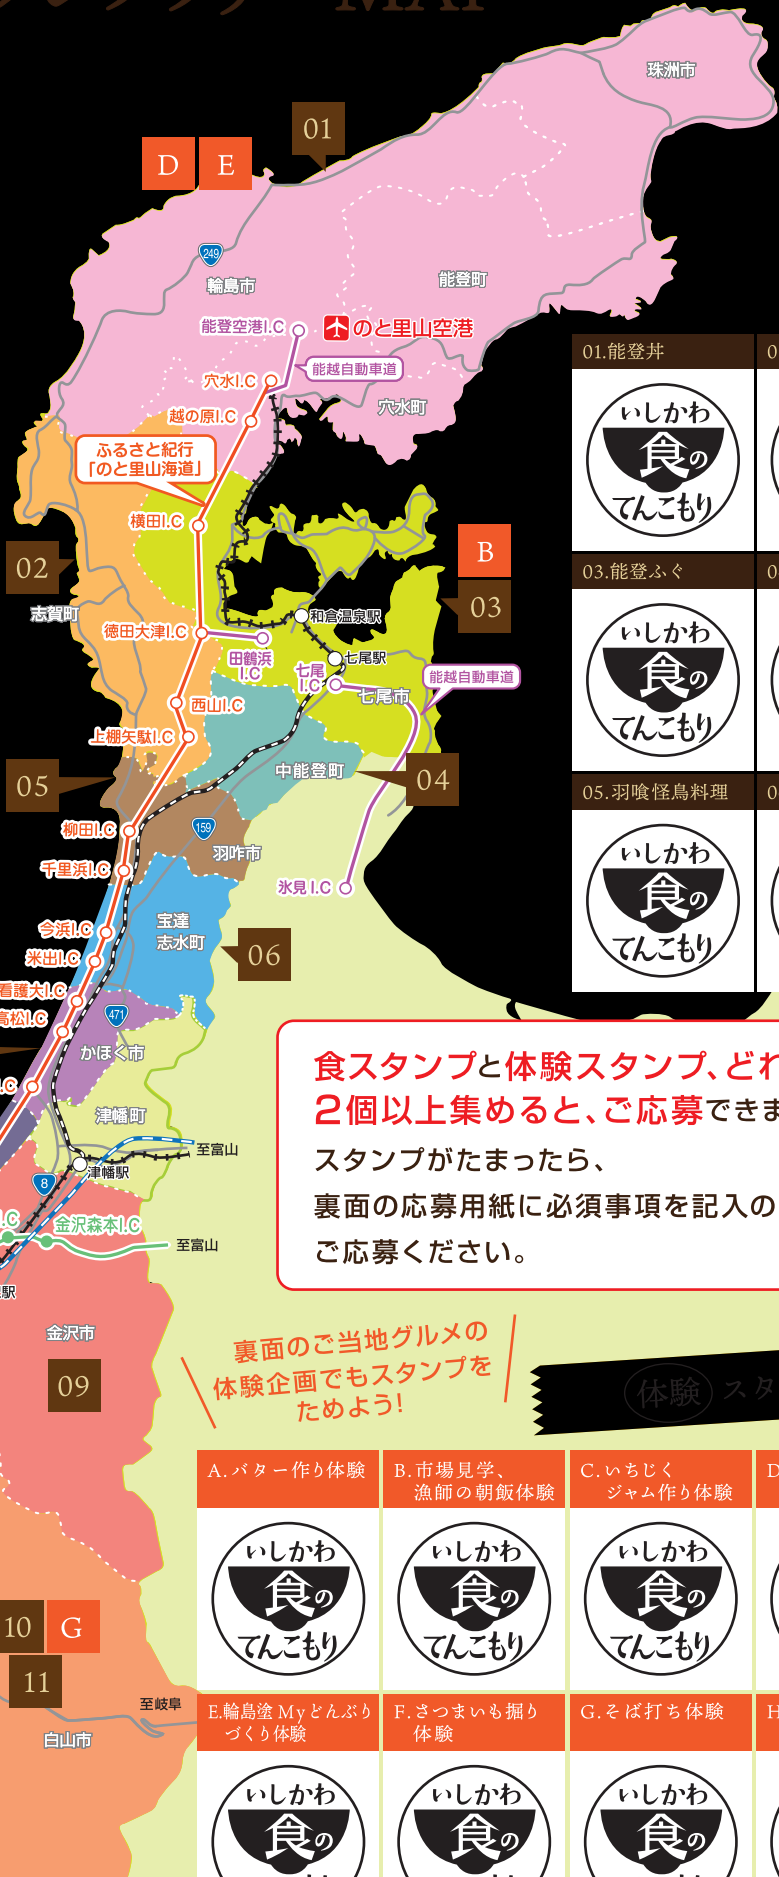 01
D
E
珠洲市
249
輪島市
能登町
能登空港I.C
のと里山空港
能越自動車道
穴水I.C
穴水町
越の原I.C
ふるさと紀行
「のと里山海道」
横田I.C
B
02
03
志賀町
和倉温泉駅
徳田大津I.C
田鶴浜
I.C
七尾駅
七尾
I.C
能越自動車道
七尾市
西山I.C
上棚矢駄I.C
中能登町
04
05
柳田I.C
159
羽咋市
千里浜I.C
氷見I.C
今浜I.C
宝達
志水町
米出I.C
06
看護大I.C
高松I.C
471
かほく市
.C
津幡町
至富山
津幡駅
8
I.C
金沢森本I.C
至富山
駅
金沢市
09
10
G
11
至岐阜
白山市
01.能登丼
0
いしかわ
食の
てんこもり
03.能登ふぐ
0
いしかわ
食の
てんこもり
05.羽喰怪鳥料理
0
いしかわ
食の
てんこもり
食スタンプと体験スタンプ、どれ
2個以上集めると、ご応募できま
スタンプがたまったら、
裏面の応募用紙に必須事項を記入の
ご応募ください。
裏面のご当地グルメの
体験企画でもスタンプを
ためよう!
体験 スタ
A.バター作り体験
B.市場見学、
漁師の朝飯体験
C.いちじく
ジャム作り体験
D
いしかわ
食の
てんこもり
いしかわ
食の
てんこもり
いしかわ
食の
てんこもり
E.輪島塗 Myどんぶり
づくり体験
F.さつまいも掘り
体験
G.そば打ち体験
H
いしかわ
食の
いしかわ
食の
いしかわ
食の